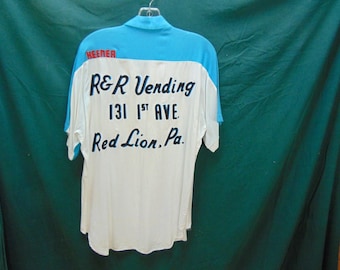 R&R Vending
131 1ST AVE.
Red Lion, Pa.